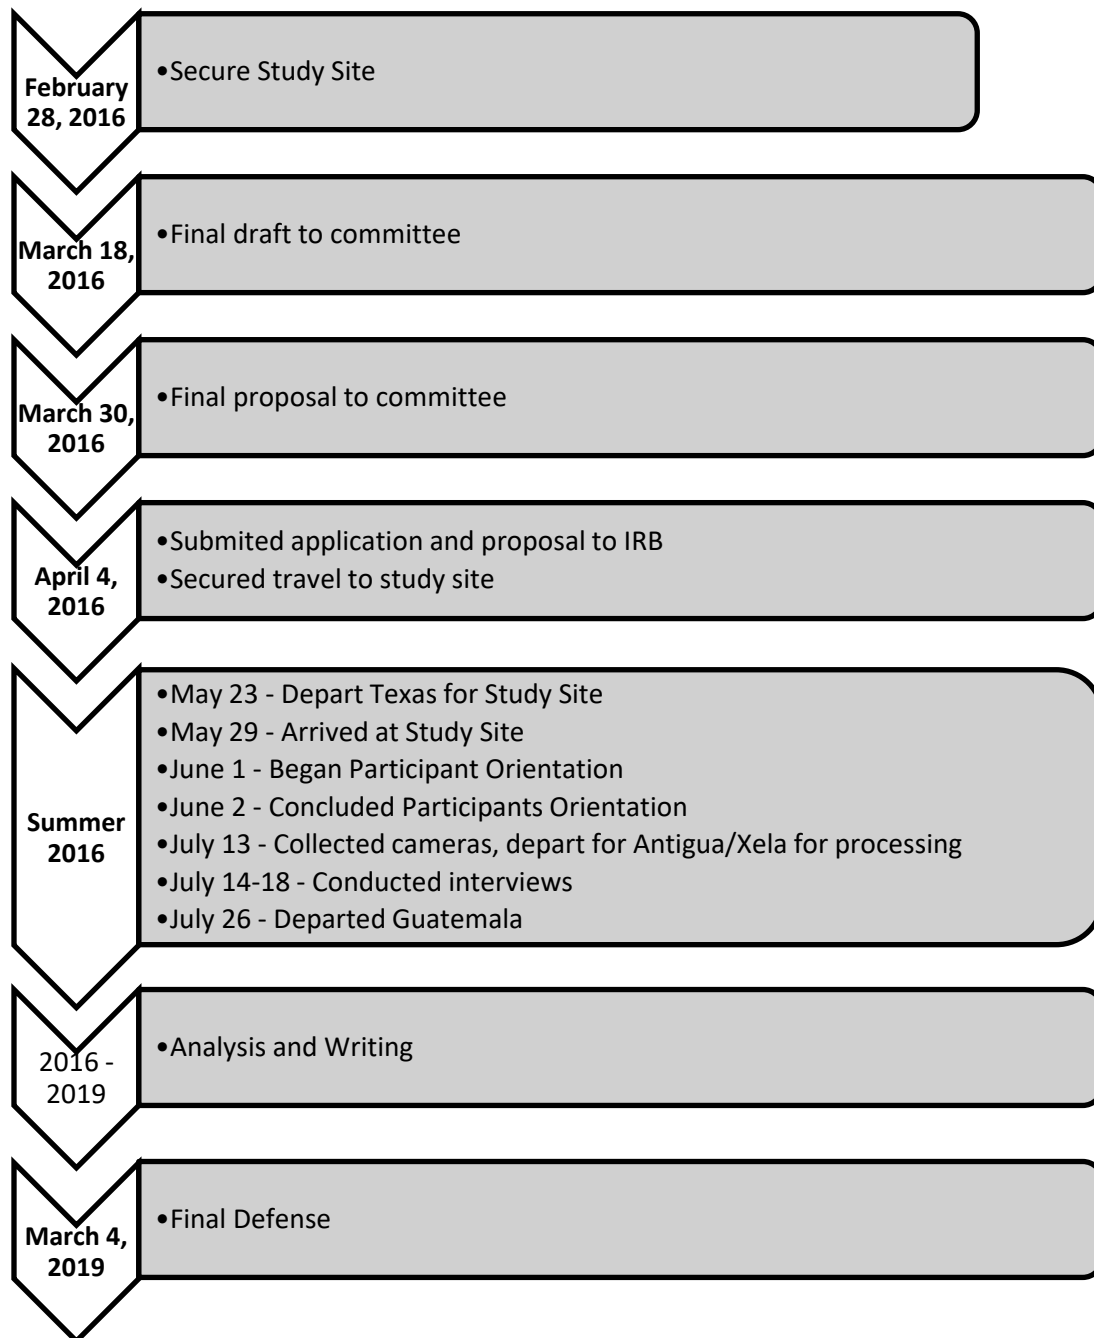 February
28, 2016
•Secure Study Site
March 18,
2016
•Final draft to committee
March 30,
2016
•Final proposal to committee
April 4,
2016
•Submited application and proposal to IRB
•Secured travel to study site
Summer
2016
•May 23 - Depart Texas for Study Site
•May 29 - Arrived at Study Site
•June 1 - Began Participant Orientation
•June 2 - Concluded Participants Orientation
•July 13 - Collected cameras, depart for Antigua/Xela for processing
•July 14-18 - Conducted interviews
•July 26 - Departed Guatemala
2016 -
2019
•Analysis and Writing
March 4,
2019
•Final Defense